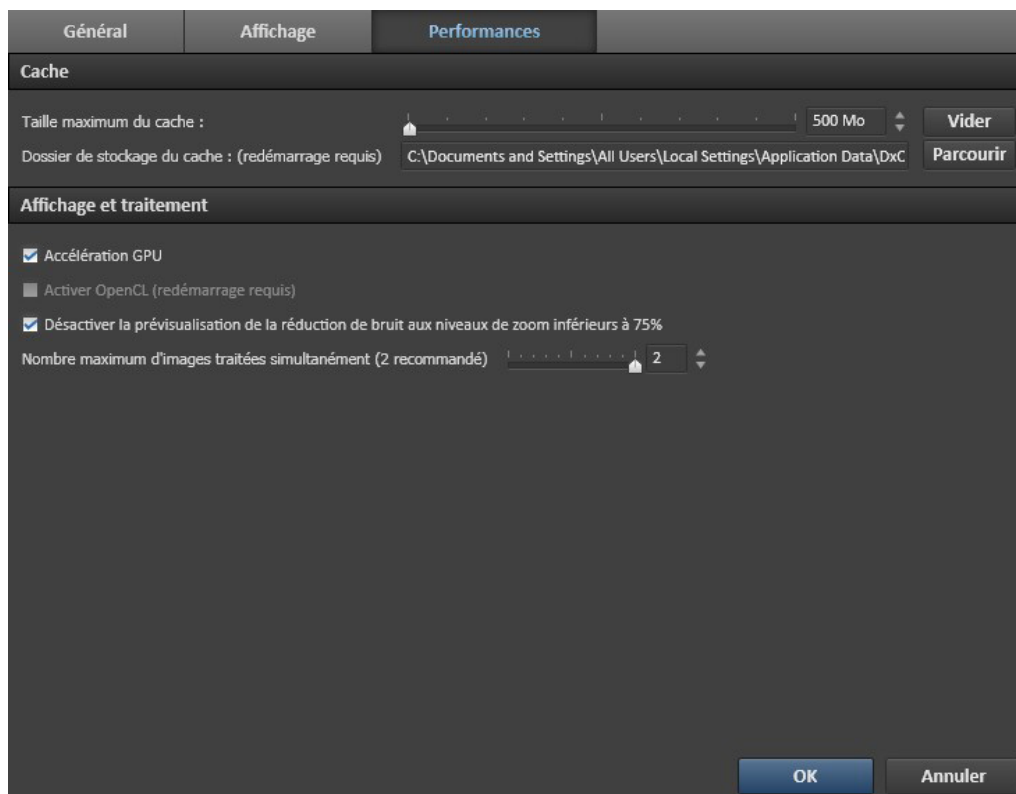 Général Affichage Performances
Cache
Taille maximum du cache : 500 Mo Vider
Dossier de stockage du cache : (redémarrage requis) C:\Documents and Settings\All Users\Local Settings\Application Data\DxC Parcourir
Affichage et traitement
Accélération GPU
Activer OpenCL (redémarrage requis)
Désactiver la prévisualisation de la réduction de bruit aux niveaux de zoom inférieurs à 75%
Nombre maximum d'images traitées simultanément (2 recommandé) 2
OK Annuler